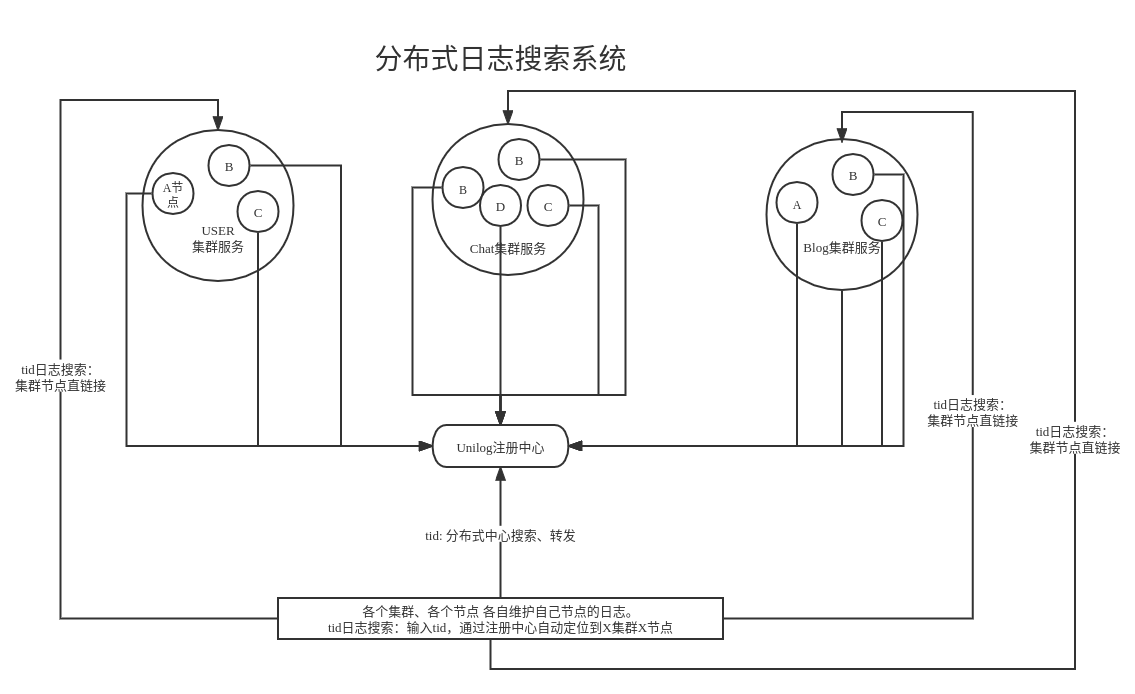 分布式日志搜索系统
B
A节
点
C
USER
集群服务
B
B
D
C
Chat集群服务
B
A
C
Blog集群服务
tid日志搜索：
集群节点直链接
tid日志搜索：
集群节点直链接
tid日志搜索：
集群节点直链接
Unilog注册中心
tid: 分布式中心搜索、转发
各个集群、各个节点 各自维护自己节点的日志。
tid日志搜索：输入tid，通过注册中心自动定位到X集群X节点